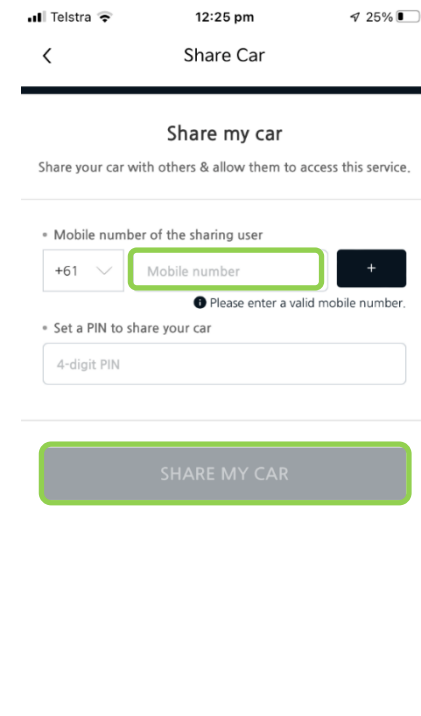 Telstra 12:25 pm 25%
Share Car
Share my car
Share your car with others & allow them to access this service.
* Mobile number of the sharing user
+61 Mobile number +
Please enter a valid mobile number.
* Set a PIN to share your car
4-digit PIN
SHARE MY CAR